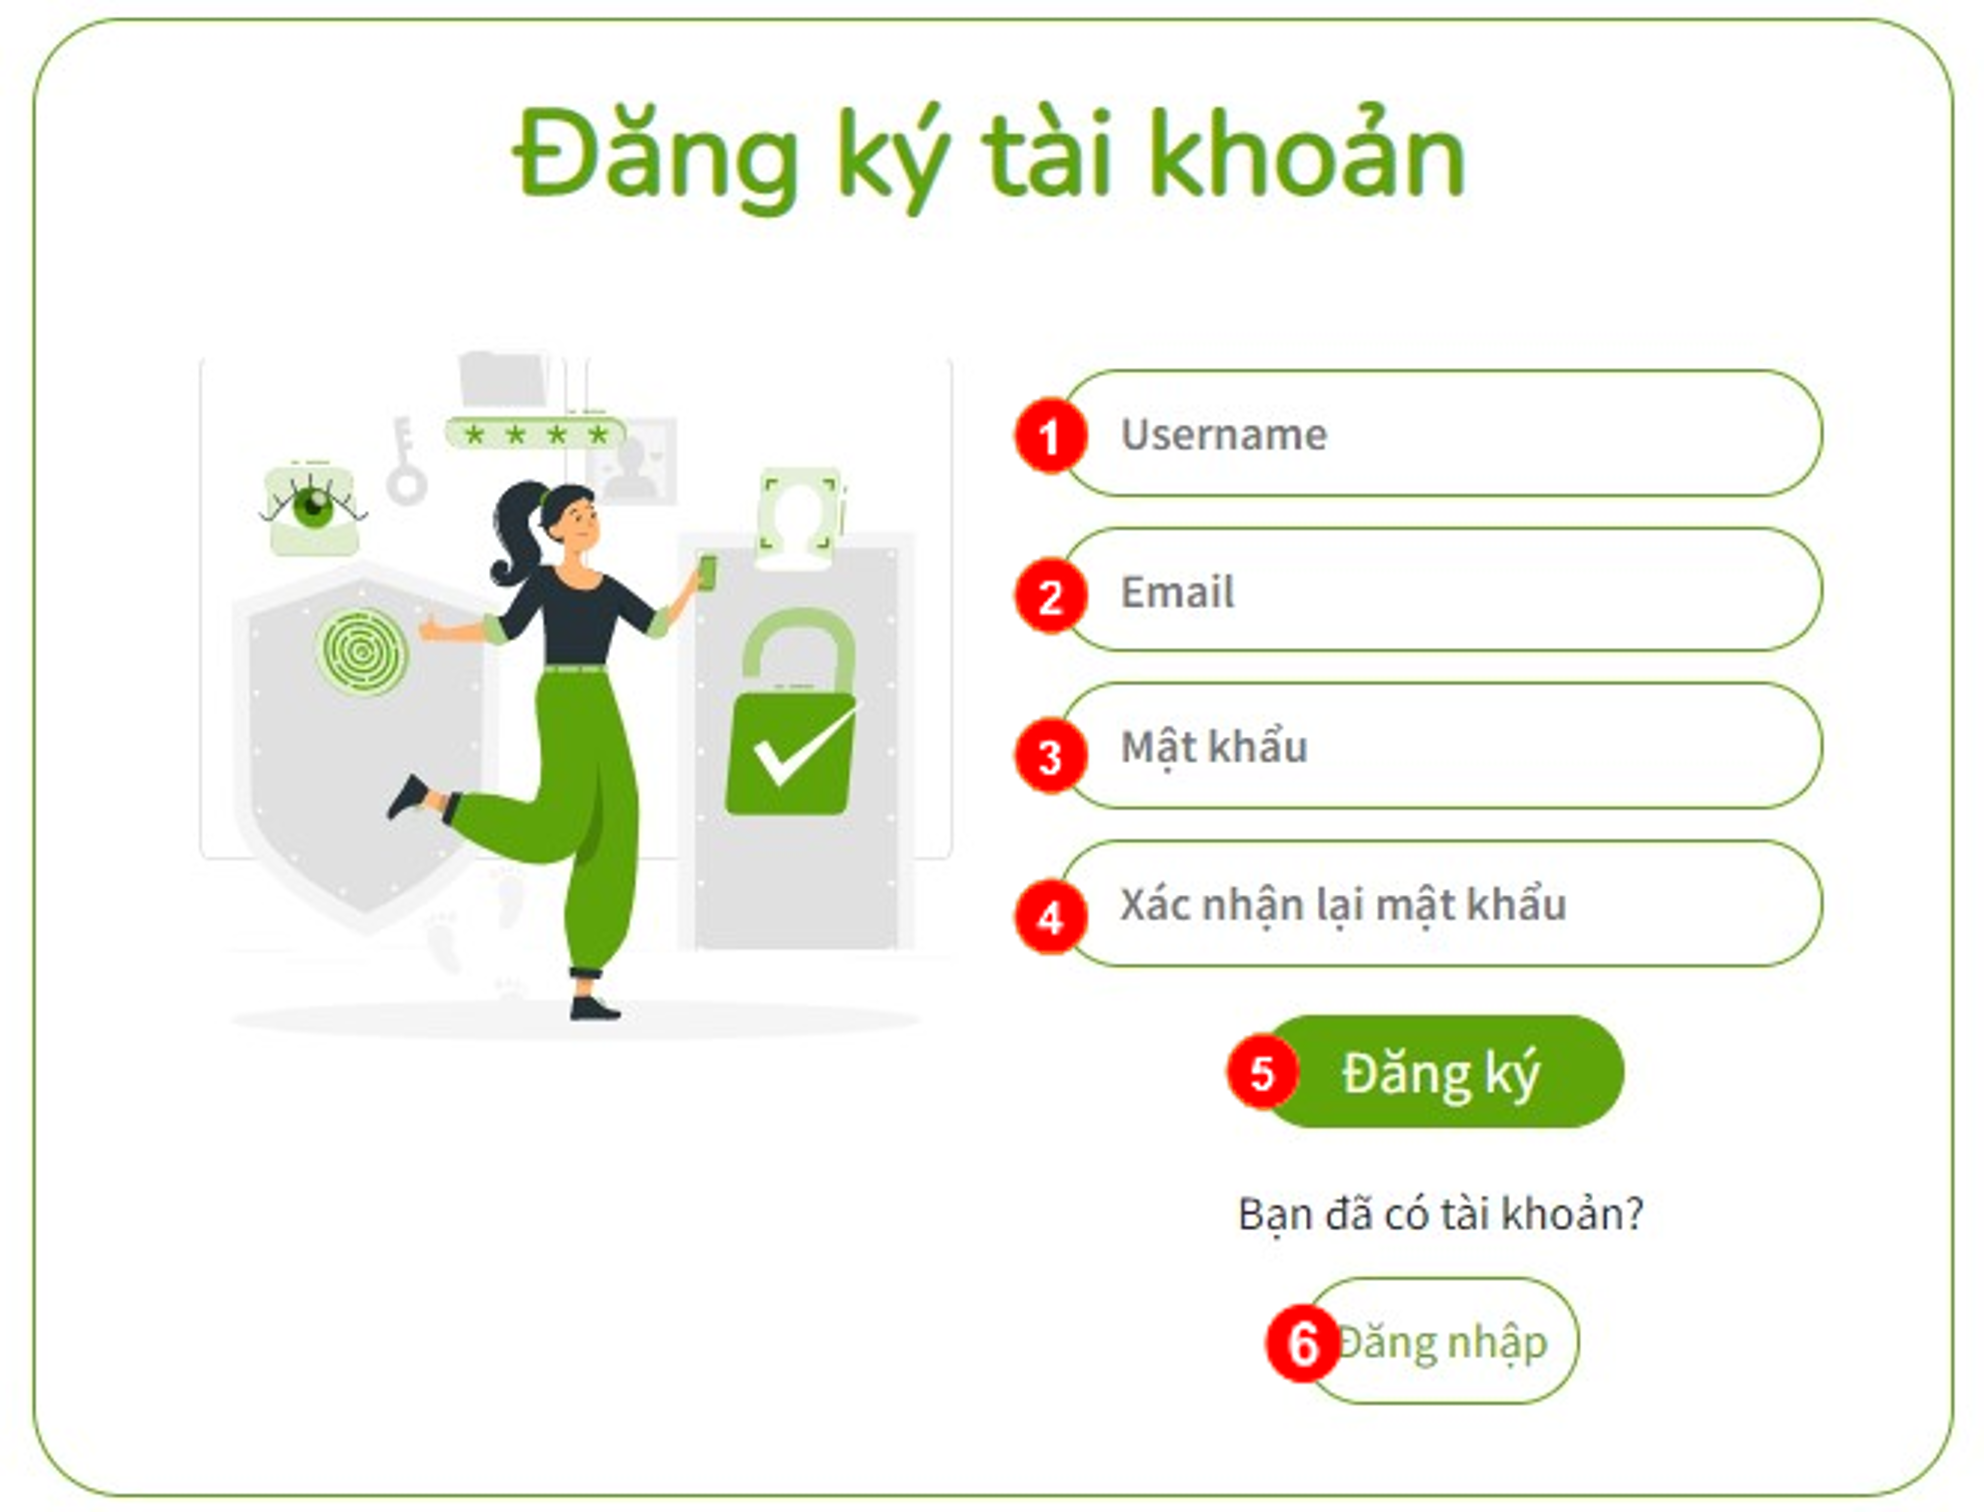 Đăng ký tài khoản
* * * *
1 Username
2 Email
3 Mật khẩu
4 Xác nhận lại mật khẩu
5 Đăng ký
Bạn đã có tài khoản?
6 Đăng nhập